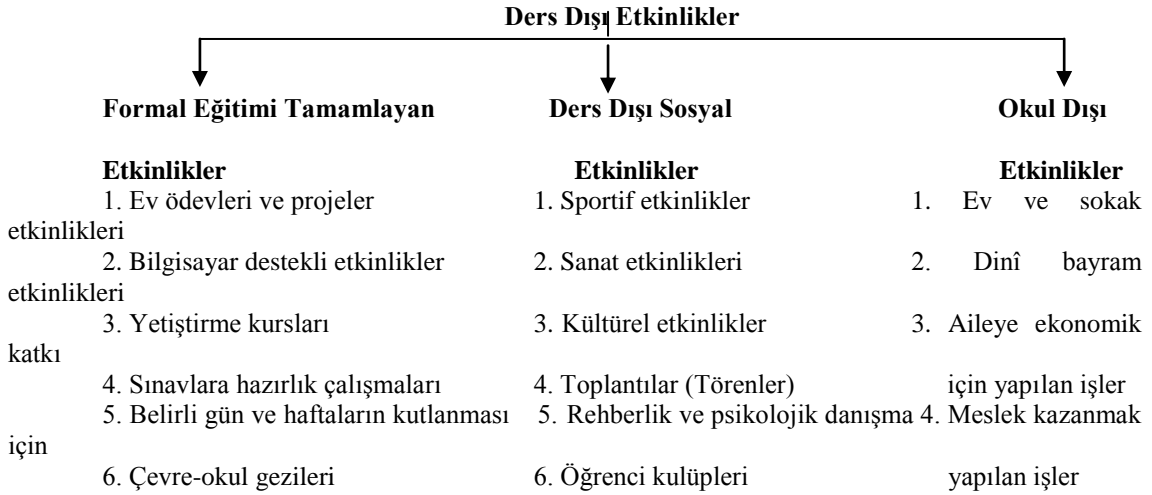 Ders Dışı Etkinlikler
Formal Eğitimi Tamamlayan Ders Dışı Sosyal Okul Dışı
Etkinlikler Etkinlikler Etkinlikler
1. Ev ödevleri ve projeler 1. Sportif etkinlikler 1. Ev ve sokak
etkinlikleri
2. Bilgisayar destekli etkinlikler 2. Sanat etkinlikleri 2. Dinî bayram
etkinlikleri
3. Yetiştirme kursları 3. Kültürel etkinlikler 3. Aileye ekonomik
katkı
4. Sınavlara hazırlık çalışmaları 4. Toplantılar (Törenler) için yapılan işler
5. Belirli gün ve haftaların kutlanması 5. Rehberlik ve psikolojik danışma 4. Meslek kazanmak
için
6. Çevre-okul gezileri 6. Öğrenci kulüpleri yapılan işler